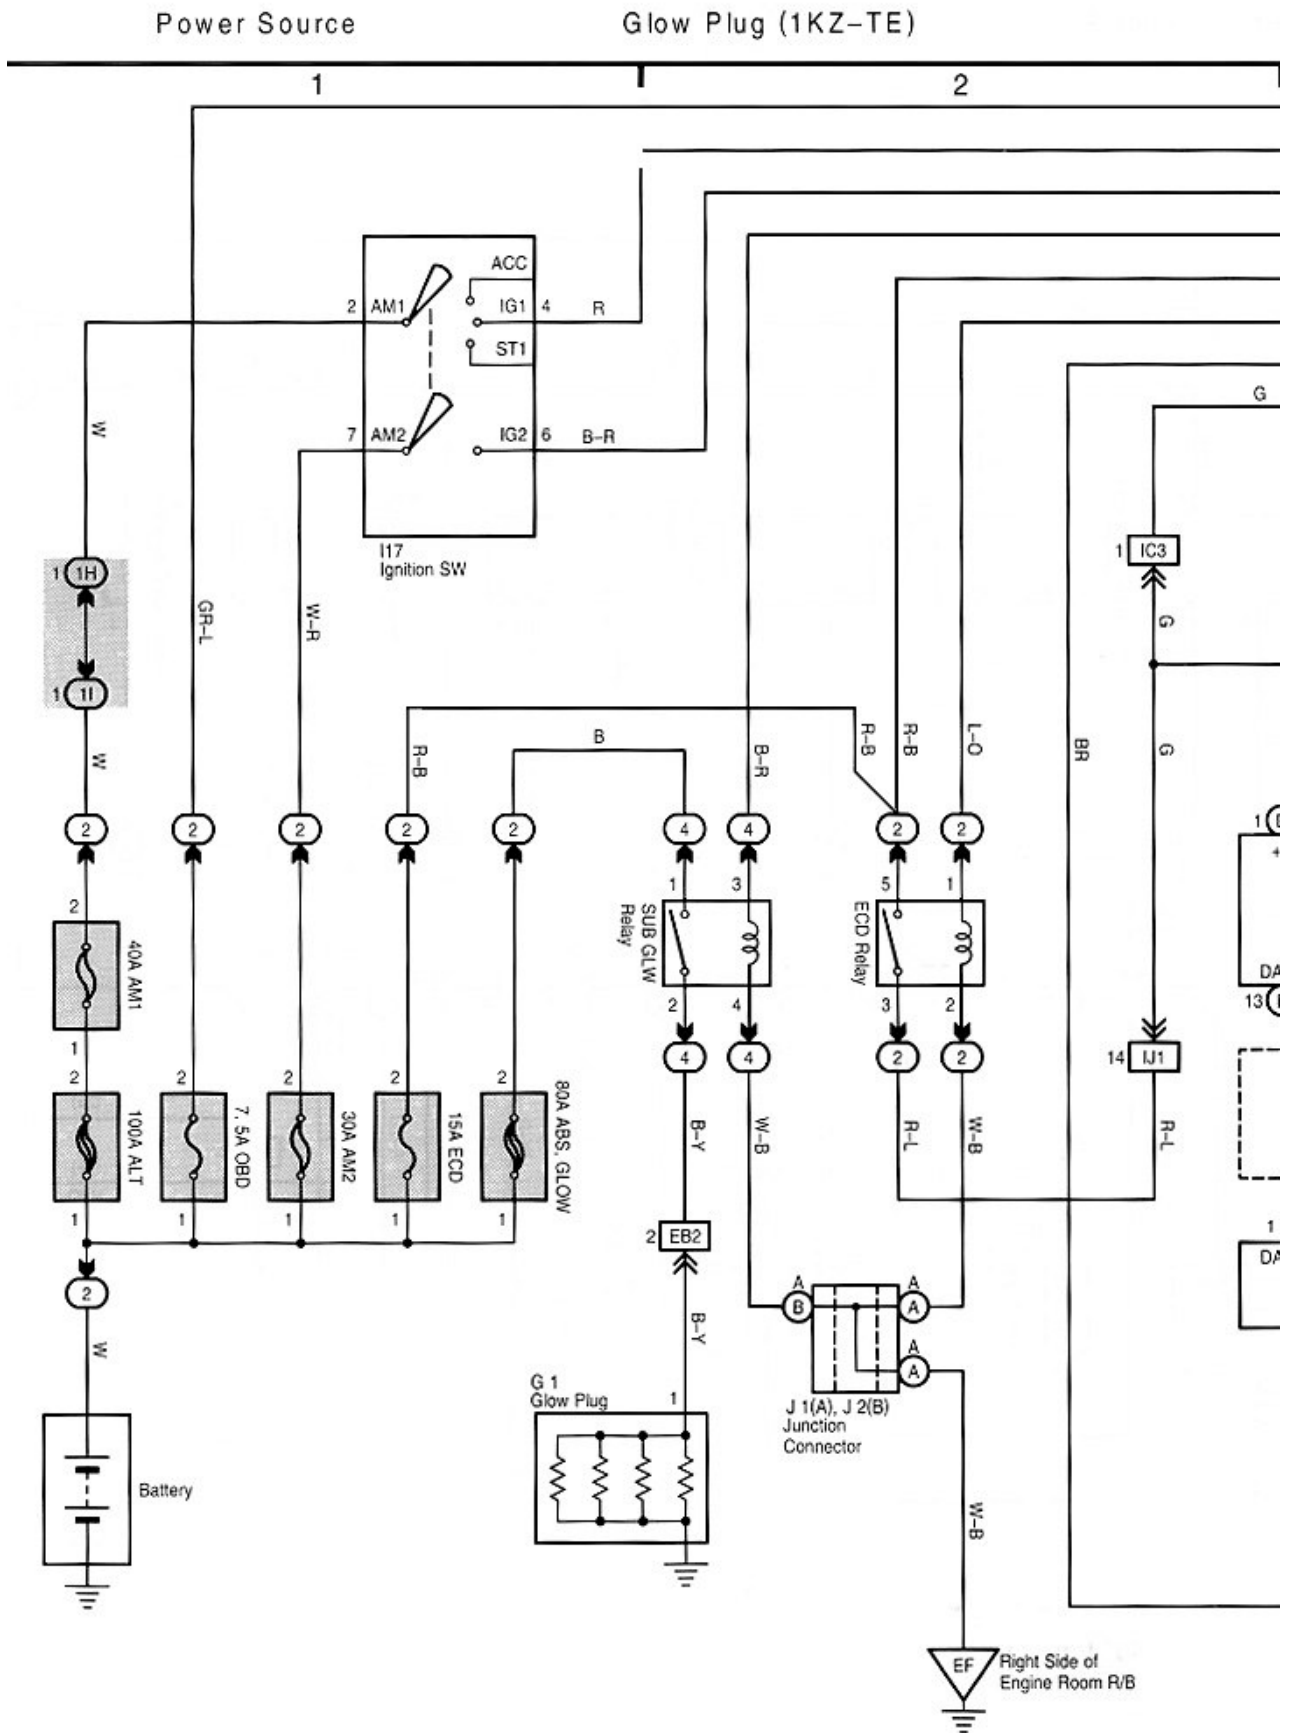 Power Source
Glow Plug (1KZ–TE)
1
2
ACC
2 AM1 IG1 4 R
ST1
7 AM2 IG2 6 B–R
I17
Ignition SW
G
W
1 1H
1 IC3
GR–L
W–R
G
1 1I
W
R–B
B
B–R
R–B
R–B
L–O
BR
G
2
2
2
2
2
4
4
2
2
1
2
1
3
5
1
+
40A AM1
SUB GLW
Relay
ECD Relay
DA
1
2
4
3
2
13
4
4
2
2
14 IJ1
2
2
2
2
2
100A ALT
7, 5A OBD
30A AM2
15A ECD
80A ABS, GLOW
B–Y
W–B
R–L
W–B
R–L
1
1
1
1
1
2 EB2
1
DA
2
A
B
A
A
W
B–Y
A
A
G 1
Glow Plug
1
J 1(A), J 2(B)
Junction
Connector
Battery
W–B
EF
Right Side of
Engine Room R/B